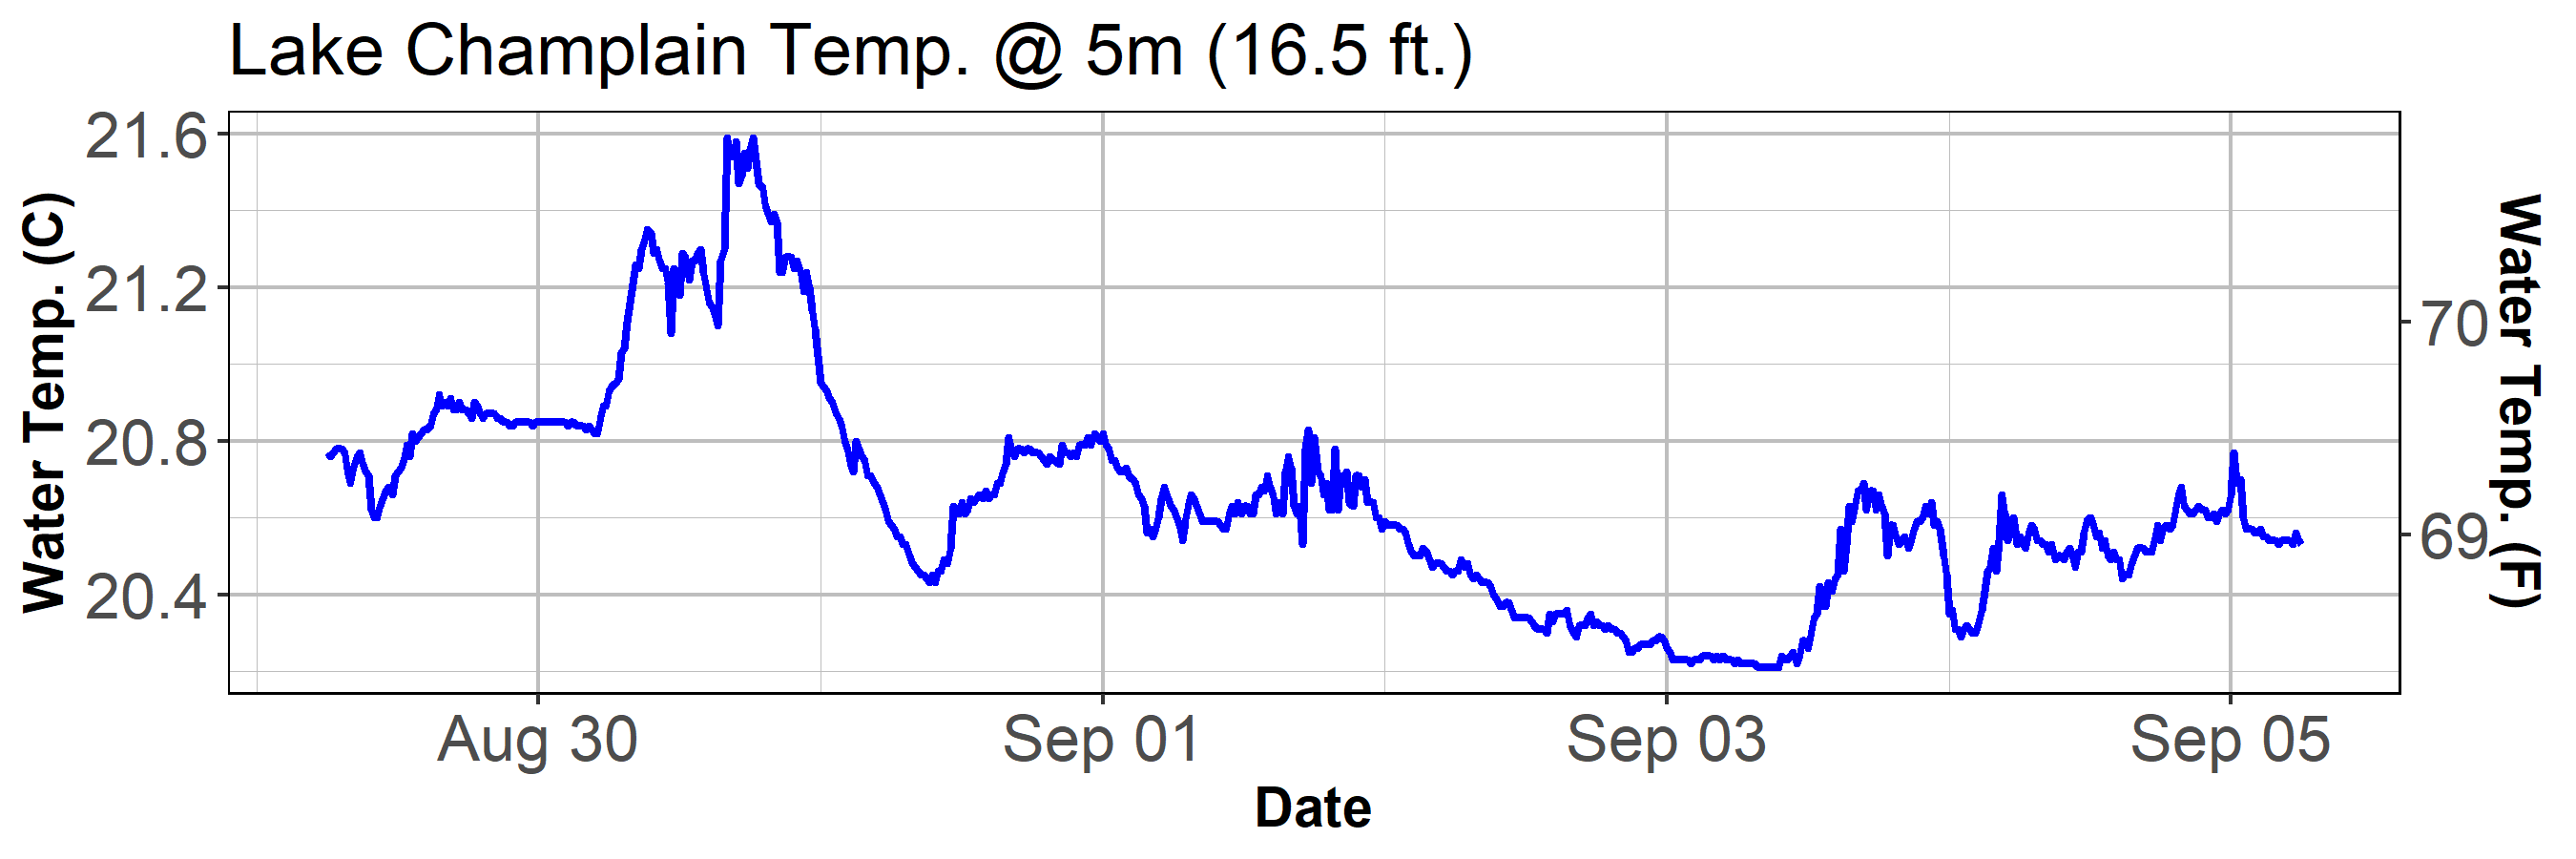 Lake Champlain Temp. @ 5m (16.5 ft.)
Water Temp. (C)
21.6
21.2
20.8
20.4
70
69
Water Temp. (F)
Aug 30
Sep 01
Sep 03
Sep 05
Date